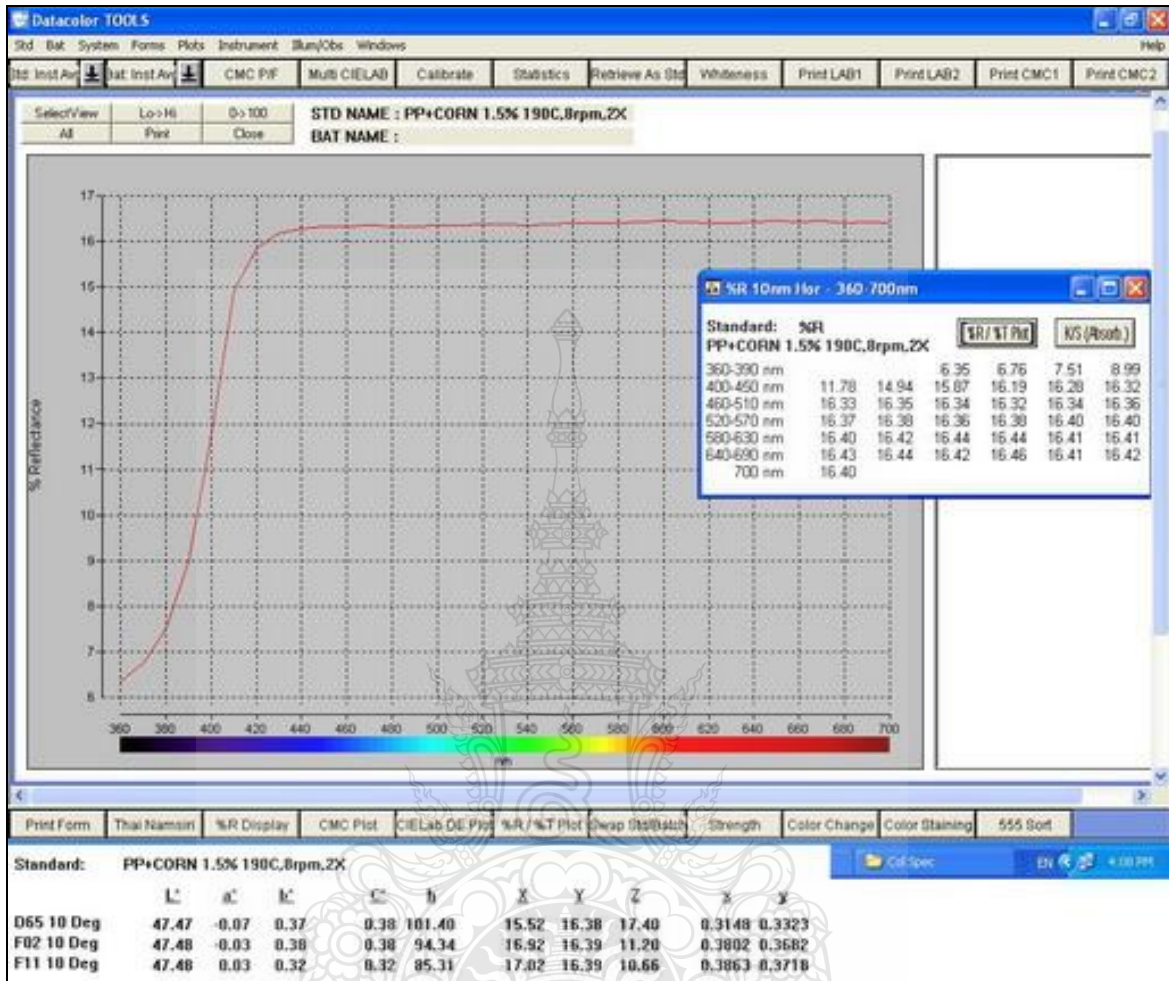 Datacolor TOOLS
Std Bat System Forms Plots Instrument Illum/Obs Windows Help
Std: Inst Avg Bat: Inst Avg CMC P/F Multi CIELAB Calibrate Statistics Retrieve As Std Whiteness Print LAB1 Print LAB2 Print CMC1 Print CMC2
SelectView Lo->Hi 0->100 STD NAME : PP+CORN 1.5% 190C,8rpm,2X
All Print Close BAT NAME :
17
16
15
14
13
12
11
10
9
8
7
6
% Reflectance
360 380 400 420 440 460 480 500 520 540 560 580 600 620 640 660 680 700
nm
%R 10nm Hor - 360-700nm
Standard: %R
PP+CORN 1.5% 190C,8rpm,2X
%R / %T Plot K/S (Absorb.)
360-390 nm 6.35 6.76 7.51 8.99
400-450 nm 11.78 14.94 15.87 16.19 16.28 16.32
460-510 nm 16.33 16.35 16.34 16.32 16.34 16.36
520-570 nm 16.37 16.38 16.36 16.38 16.40 16.40
580-630 nm 16.40 16.42 16.44 16.44 16.41 16.41
640-690 nm 16.43 16.44 16.42 16.46 16.41 16.42
700 nm 16.40
Print Form Thai Namsiri %R Display CMC Plot CIELab DE Plot %R / %T Plot Swap Std/Batch Strength Color Change Color Staining 555 Sort
Standard: PP+CORN 1.5% 190C,8rpm,2X
Col Spec EN 4:08 PM
L* a* b* C* h X Y Z x y
D65 10 Deg 47.47 -0.07 0.37 0.38 101.40 15.52 16.38 17.40 0.3148 0.3323
F02 10 Deg 47.48 -0.03 0.38 0.38 94.34 16.92 16.39 11.20 0.3802 0.3682
F11 10 Deg 47.48 0.03 0.32 0.32 85.31 17.02 16.39 10.66 0.3863 0.3718